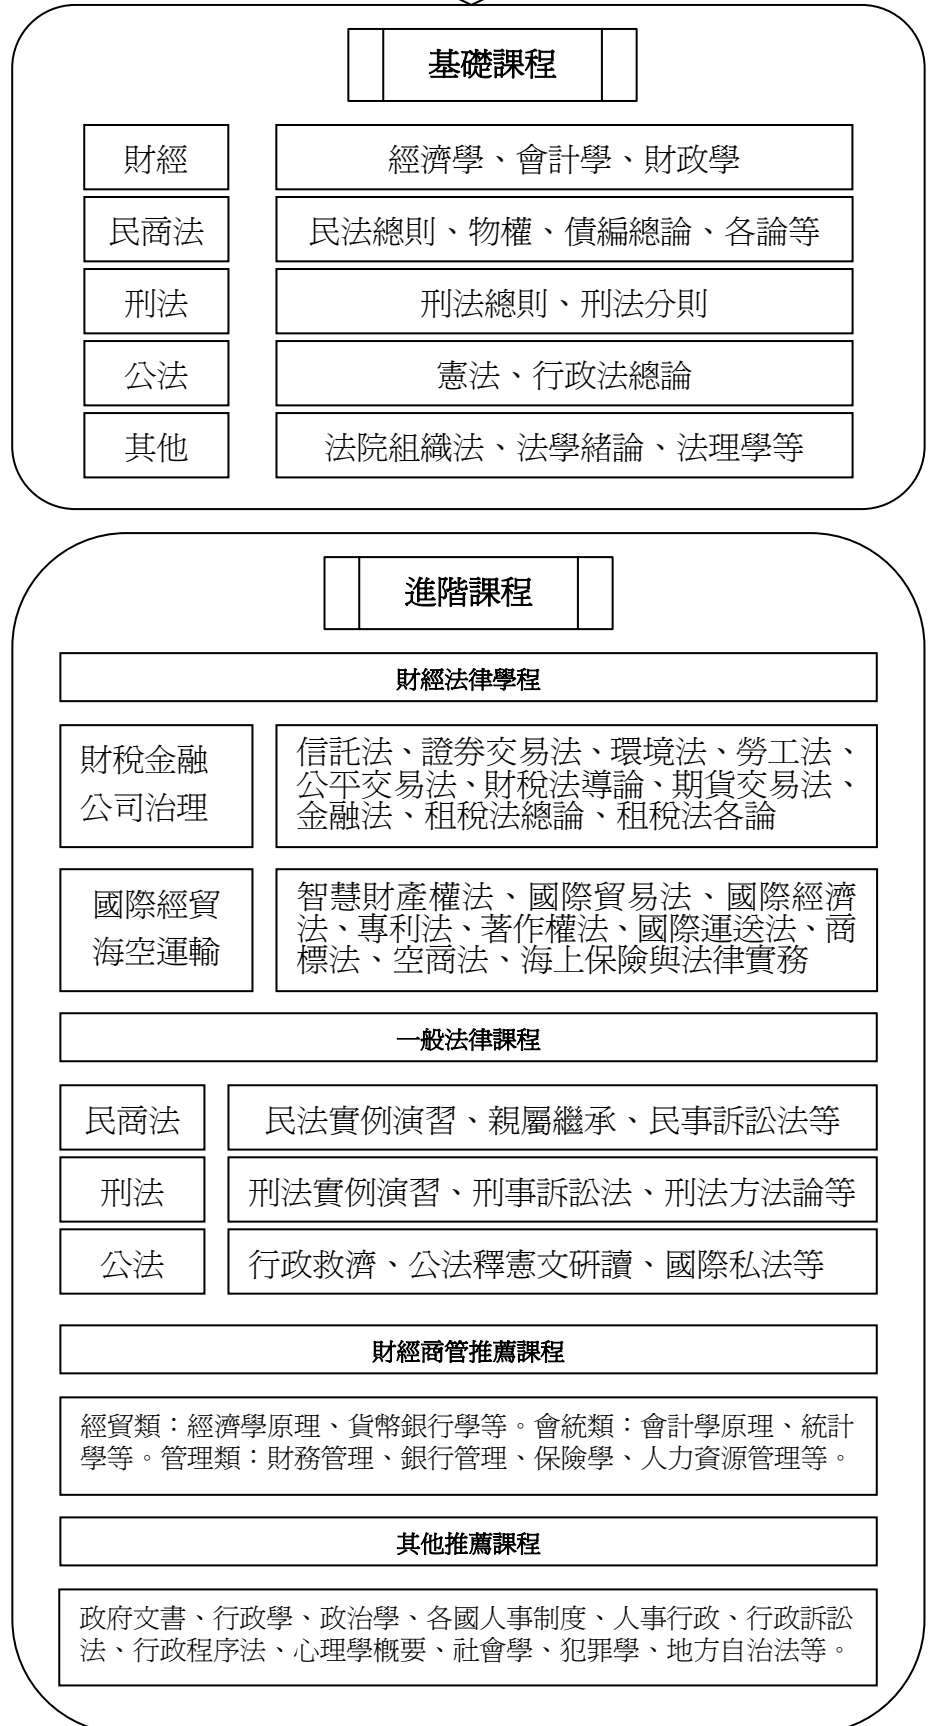 基礎課程
財經
經濟學、會計學、財政學
民商法
民法總則、物權、債編總論、各論等
刑法
刑法總則、刑法分則
公法
憲法、行政法總論
其他
法院組織法、法學緒論、法理學等
進階課程
財經法律學程
財稅金融
公司治理
信託法、證券交易法、環境法、勞工法、
公平交易法、財稅法導論、期貨交易法、
金融法、租稅法總論、租稅法各論
國際經貿
海空運輸
智慧財產權法、國際貿易法、國際經濟
法、專利法、著作權法、國際運送法、商
標法、空商法、海上保險與法律實務
一般法律課程
民商法
民法實例演習、親屬繼承、民事訴訟法等
刑法
刑法實例演習、刑事訴訟法、刑法方法論等
公法
行政救濟、公法釋憲文研讀、國際私法等
財經商管推薦課程
經貿類：經濟學原理、貨幣銀行學等。會統類：會計學原理、統計
學等。管理類：財務管理、銀行管理、保險學、人力資源管理等。
其他推薦課程
政府文書、行政學、政治學、各國人事制度、人事行政、行政訴訟
法、行政程序法、心理學概要、社會學、犯罪學、地方自治法等。